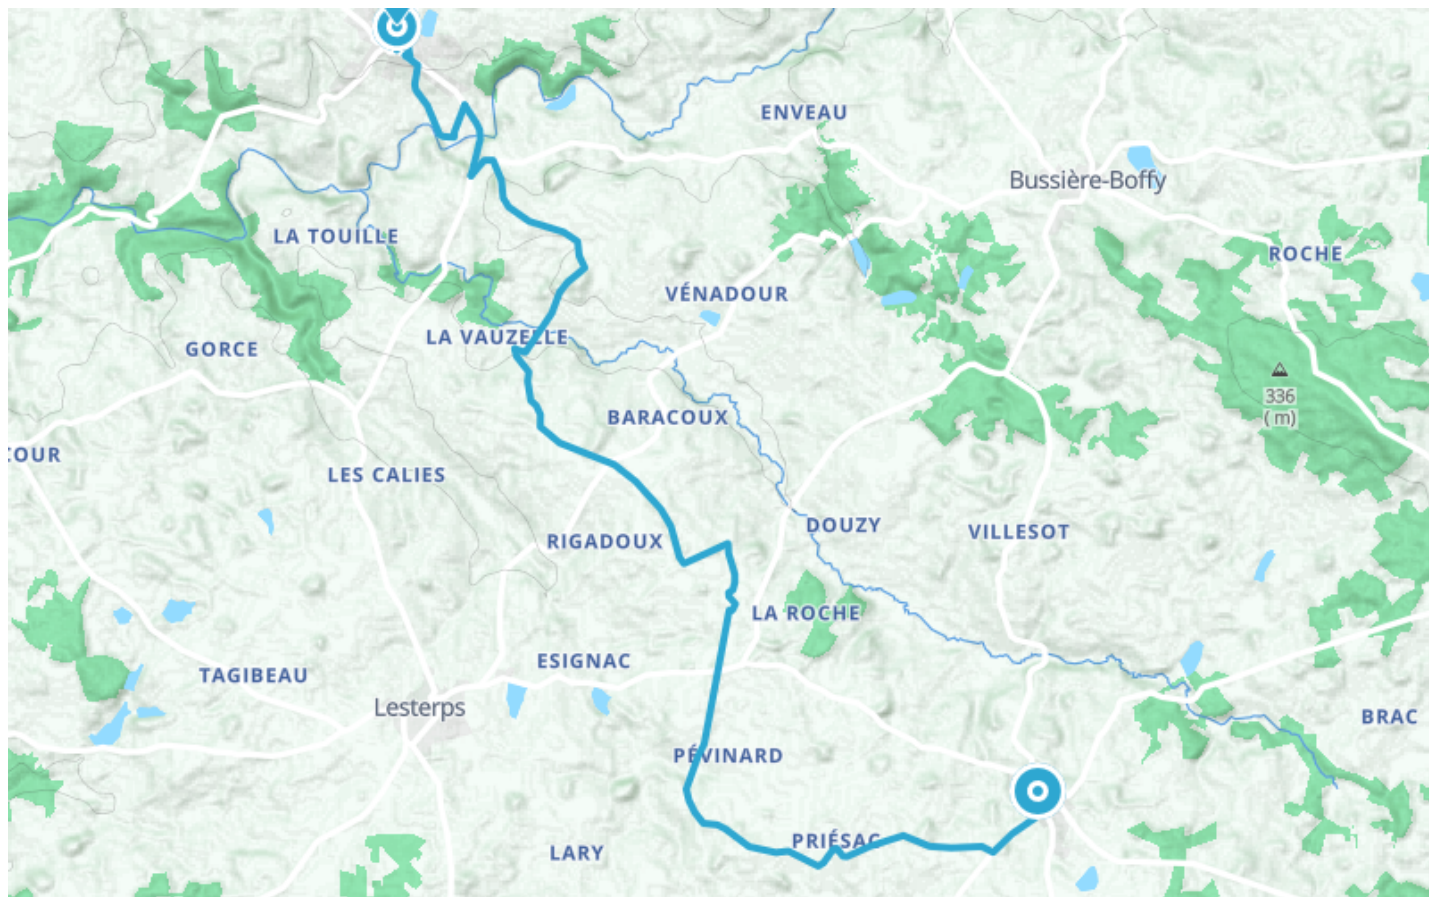 ENVEAU
Bussière-Boffy
LA TOUILLE
ROCHE
VÉNADOUR
LA VAUZELLE
GORCE
336
( m)
BARACOUX
COUR
LES CALIES
DOUZY
VILLESOT
RIGADOUX
LA ROCHE
ESIGNAC
TAGIBEAU
Lesterps
BRAC
PÉVINARD
PRIÉSAC
LARY